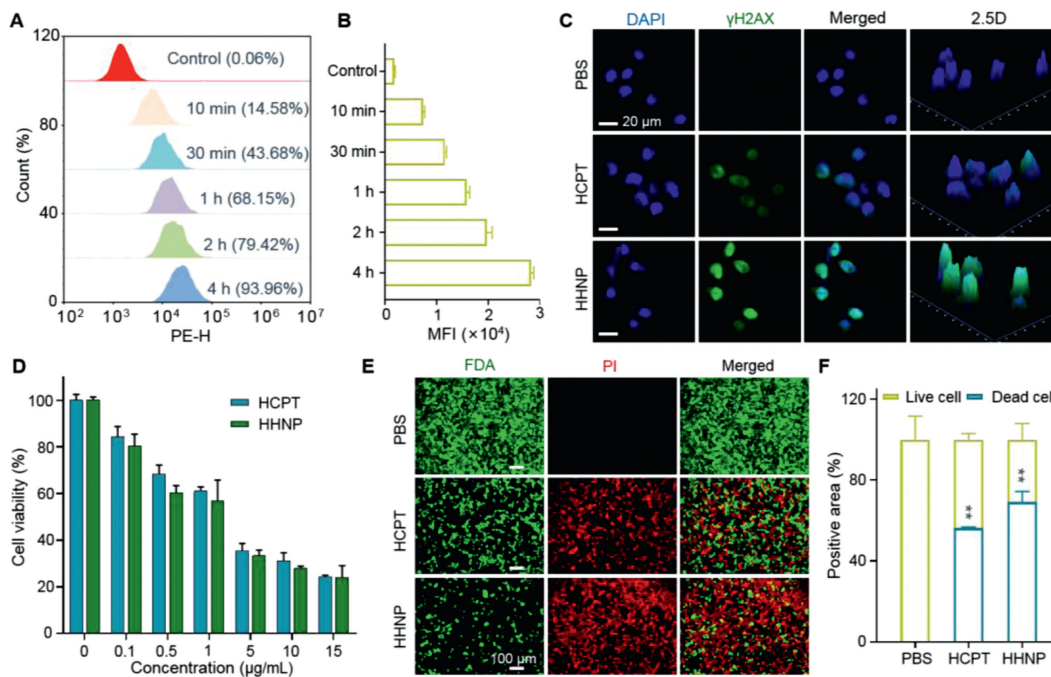 A
120
80
40
0
Count (%)
Control (0.06%)
10 min (14.58%)
30 min (43.68%)
1 h (68.15%)
2 h (79.42%)
4 h (93.96%)
10² 10³ 10⁴ 10⁵ 10⁶ 10⁷
PE-H
B
Control
10 min
30 min
1 h
2 h
4 h
0 1 2 3
MFI (×10⁴)
C
DAPI γH2AX Merged 2.5D
PBS
20 µm
HCPT
HHNP
D
Cell viability (%)
100
80
60
40
20
0
HCPT
HHNP
0 0.1 0.5 1 5 10 15
Concentration (µg/mL)
E
FDA PI Merged
PBS
HCPT
HHNP
100 µm
F
Live cell Dead cell
Positive area (%)
120
80
40
0
**
**
PBS HCPT HHNP